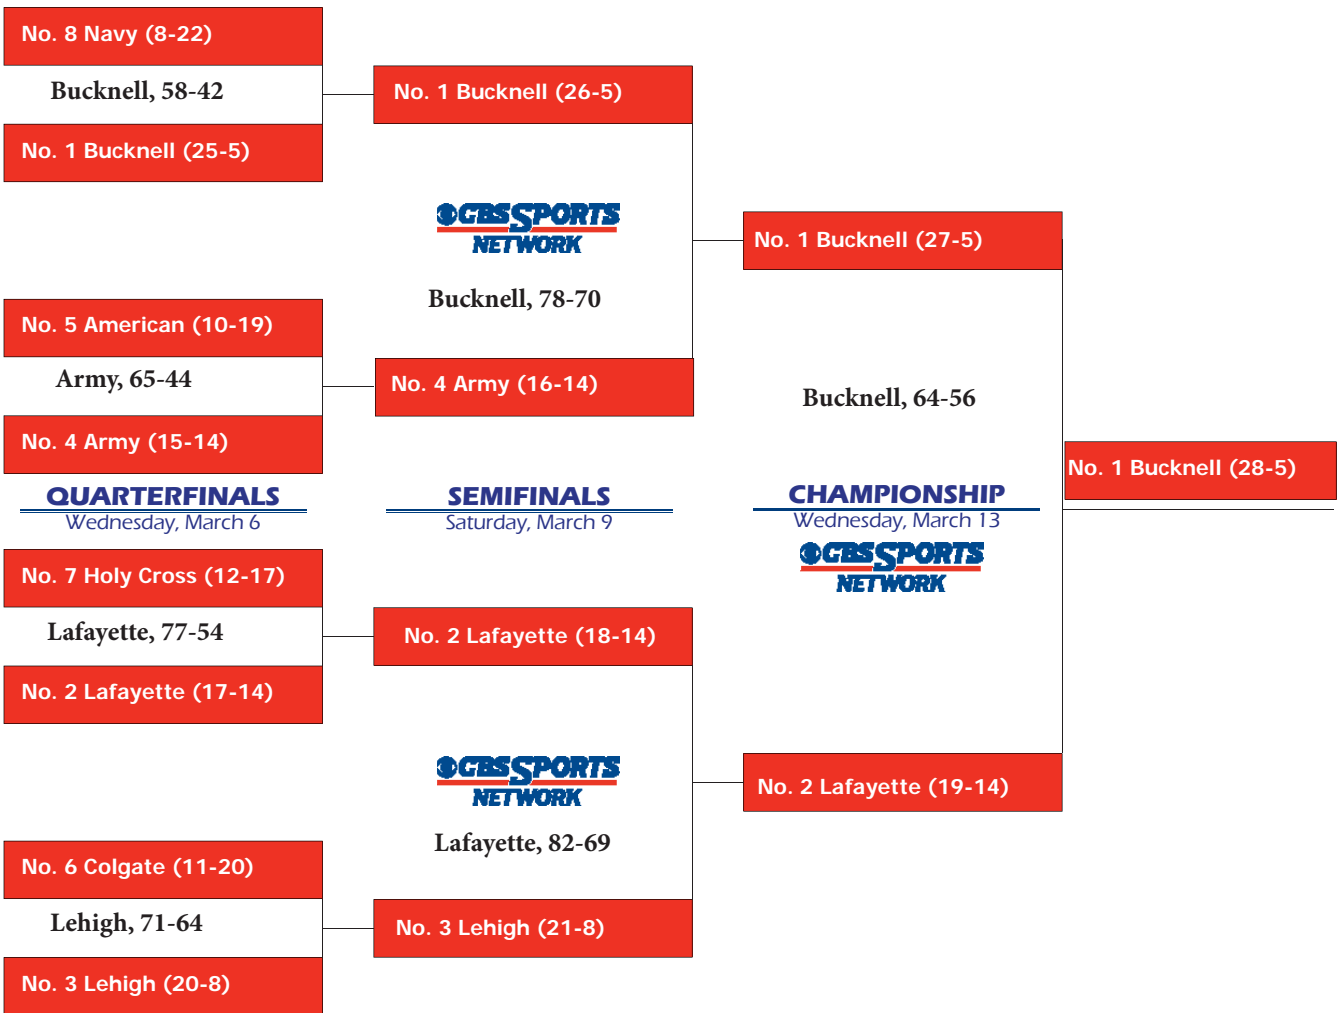 No. 8 Navy (8-22)
Bucknell, 58-42
No. 1 Bucknell (25-5)
No. 1 Bucknell (26-5)
CBS SPORTS
NETWORK
Bucknell, 78-70
No. 5 American (10-19)
Army, 65-44
No. 4 Army (15-14)
No. 4 Army (16-14)
No. 1 Bucknell (27-5)
Bucknell, 64-56
No. 1 Bucknell (28-5)
QUARTERFINALS
Wednesday, March 6
SEMIFINALS
Saturday, March 9
CHAMPIONSHIP
Wednesday, March 13
CBS SPORTS
NETWORK
No. 7 Holy Cross (12-17)
Lafayette, 77-54
No. 2 Lafayette (17-14)
No. 2 Lafayette (18-14)
CBS SPORTS
NETWORK
Lafayette, 82-69
No. 2 Lafayette (19-14)
No. 6 Colgate (11-20)
Lehigh, 71-64
No. 3 Lehigh (20-8)
No. 3 Lehigh (21-8)